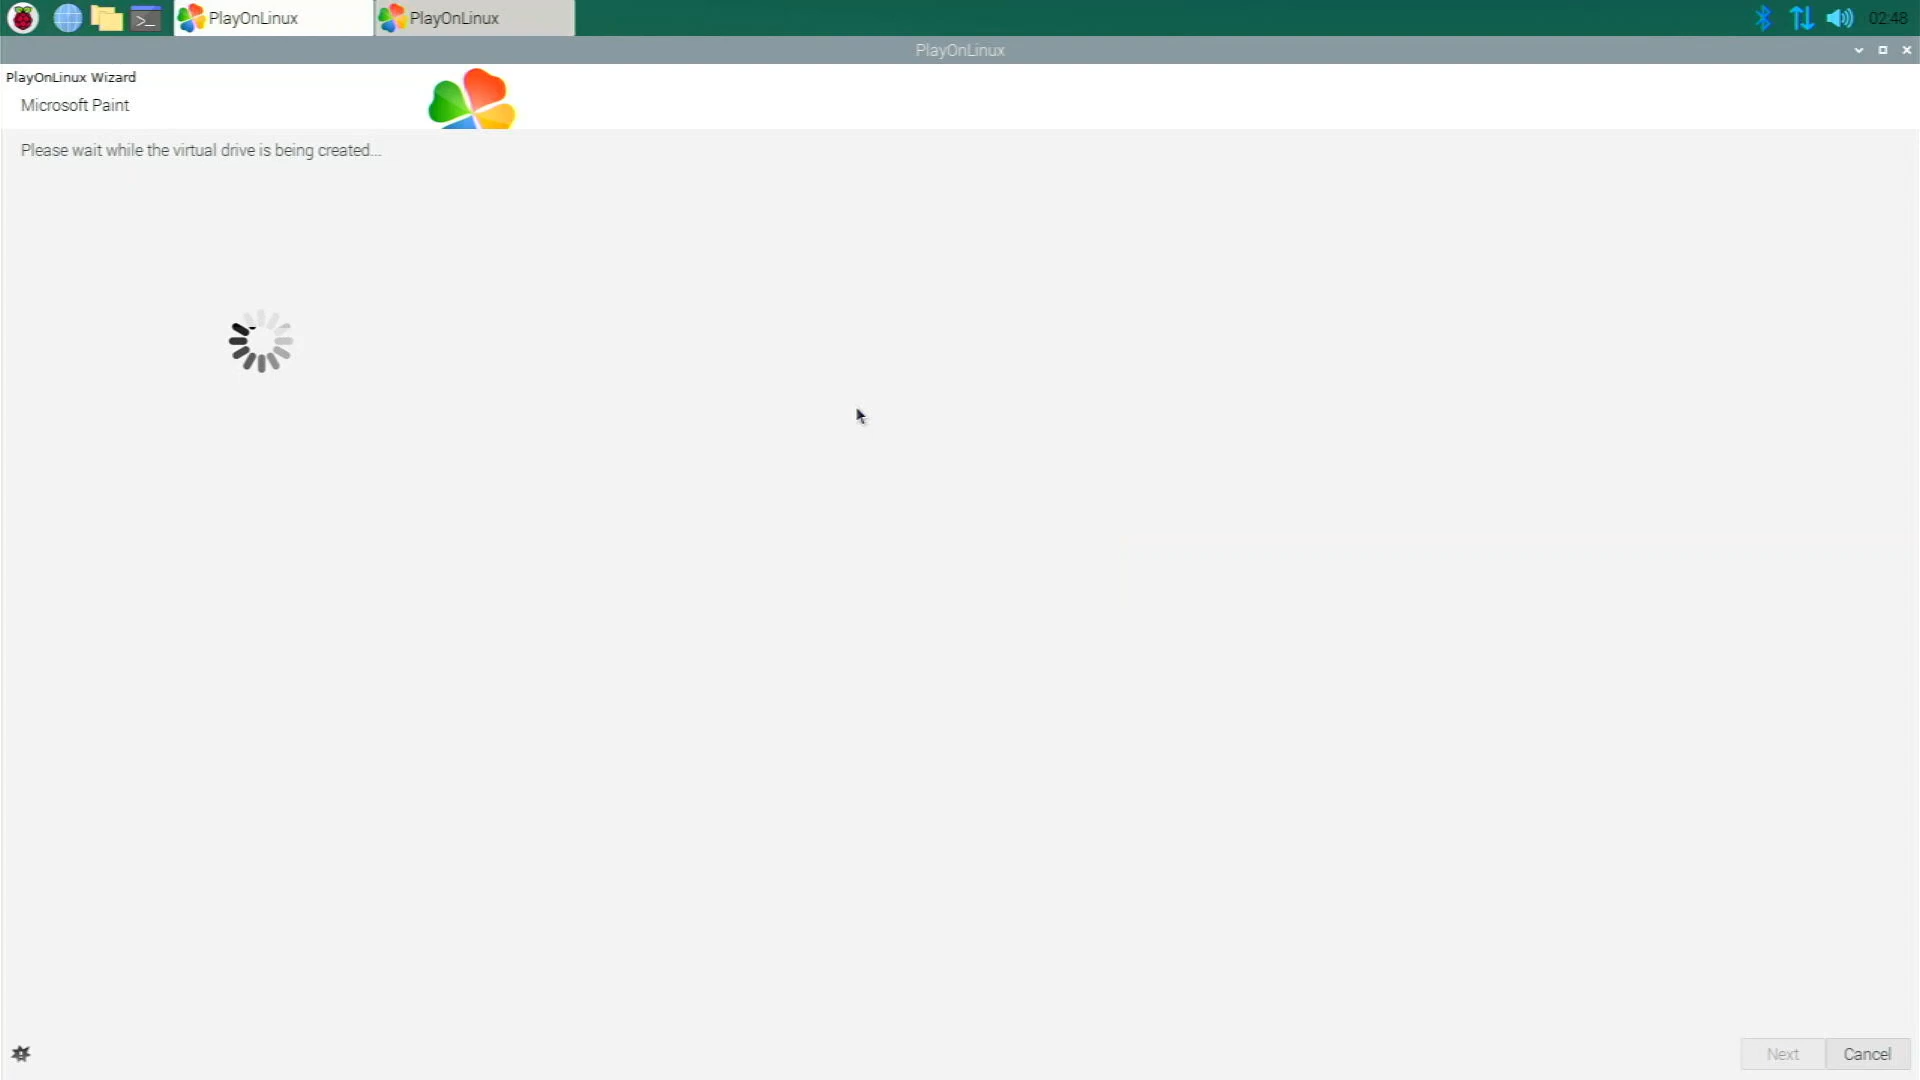 PlayOnLinux
PlayOnLinux
02:48
PlayOnLinux
PlayOnLinux Wizard
Microsoft Paint
Please wait while the virtual drive is being created...
Next
Cancel